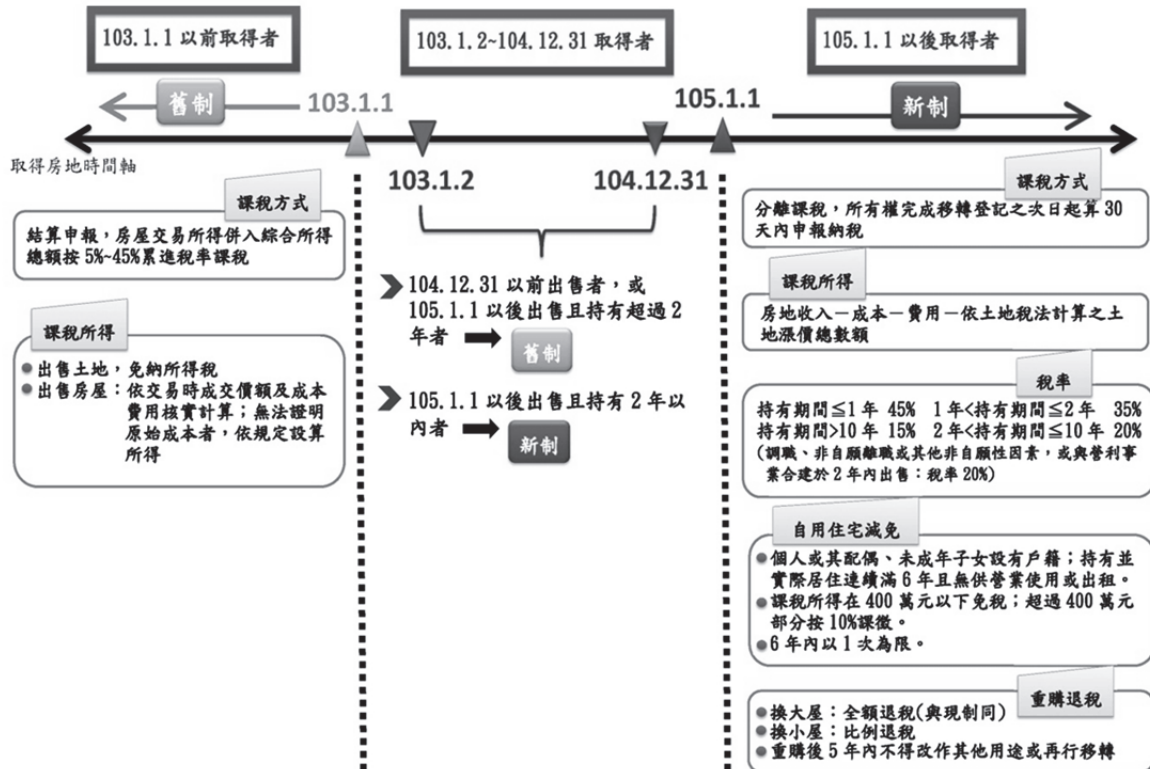 103.1.1 以前取得者
103.1.2~104.12.31 取得者
105.1.1 以後取得者
舊制
103.1.1
105.1.1
新制
取得房地時間軸
103.1.2
104.12.31
課稅方式
結算申報，房屋交易所得併入綜合所得
總額按 5%~45%累進稅率課稅
課稅所得
●出售土地，免納所得稅
●出售房屋：依交易時成交價額及成本
費用核實計算；無法證明
原始成本者，依規定設算
所得
104.12.31 以前出售者，或
105.1.1 以後出售且持有超過 2
年者
舊制
105.1.1 以後出售且持有 2 年以
內者
新制
課稅方式
分離課稅，所有權完成移轉登記之次日起算 30
天內申報納稅
課稅所得
房地收入－成本－費用－依土地稅法計算之土
地漲價總數額
稅率
持有期間≦1 年 45% 1 年<持有期間≦2 年 35%
持有期間>10 年 15% 2 年<持有期間≦10 年 20%
(調職、非自願離職或其他非自願性因素，或與營利事
業合建於 2 年內出售：稅率 20%)
自用住宅減免
●個人或其配偶、未成年子女設有戶籍；持有並
實際居住連續滿 6 年且無供營業使用或出租。
●課稅所得在 400 萬元以下免稅；超過 400 萬元
部分按 10%課徵。
●6 年內以 1 次為限。
重購退稅
●換大屋：全額退稅(與現制同)
●換小屋：比例退稅
●重購後 5 年內不得改作其他用途或再行移轉